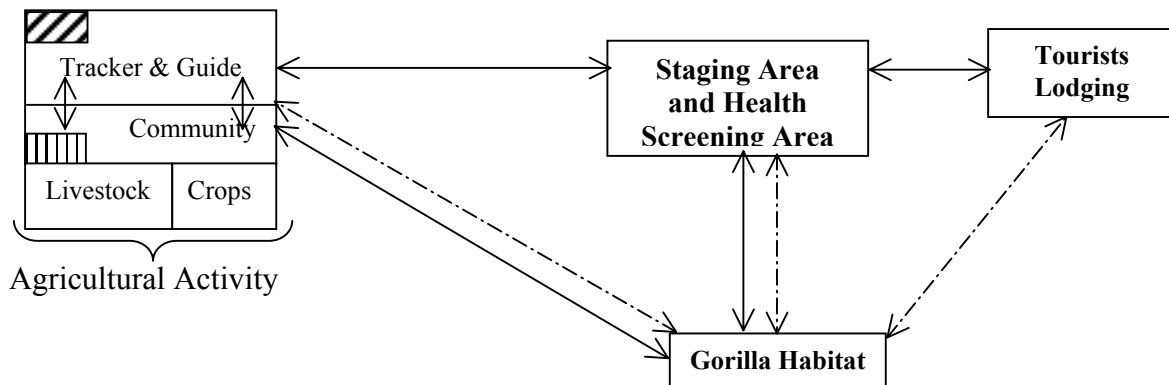 Tracker & Guide
Community
Livestock
Crops
Agricultural Activity
Staging Area
and Health
Screening Area
Tourists
Lodging
Gorilla Habitat